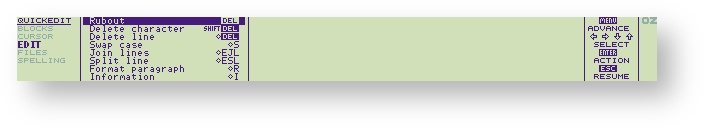 QUICKEDIT
BLOCKS
CURSOR
EDIT
FILES
SPELLING
Rubout DEL
Delete character SHIFT DEL
Delete line ◇DEL
Swap case ◇S
Join lines ◇EJL
Split line ◇ESL
Format paragraph ◇R
Information ◇I
MENU
ADVANCE
⇦ ⇨ ⇩ ⇧
SELECT
ENTER
ACTION
ESC
RESUME
OZ